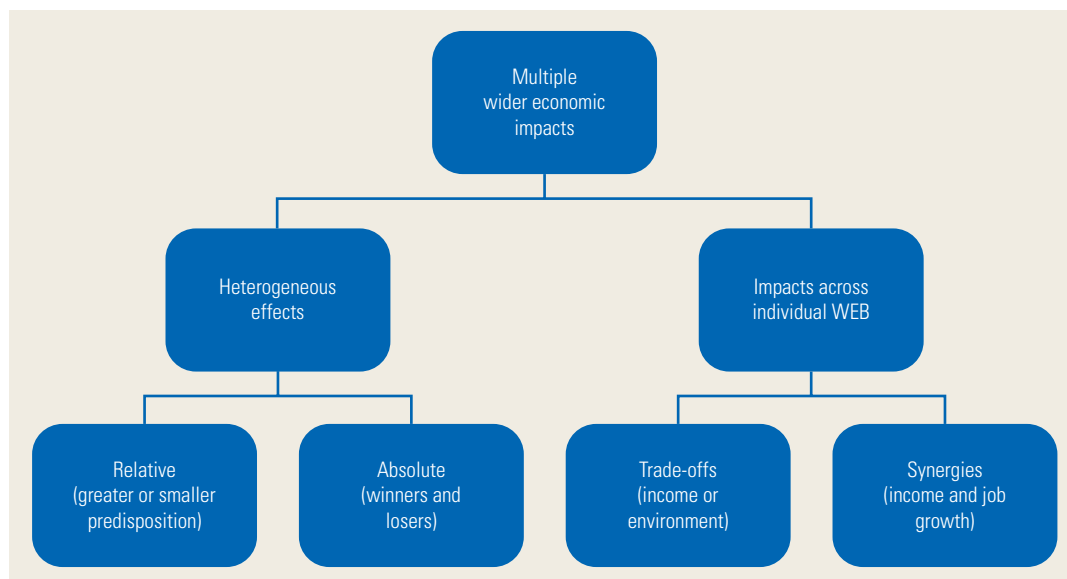 Multiple
wider economic
impacts
Heterogeneous
effects
Impacts across
individual WEB
Relative
(greater or smaller
predisposition)
Absolute
(winners and
losers)
Trade-offs
(income or
environment)
Synergies
(income and job
growth)